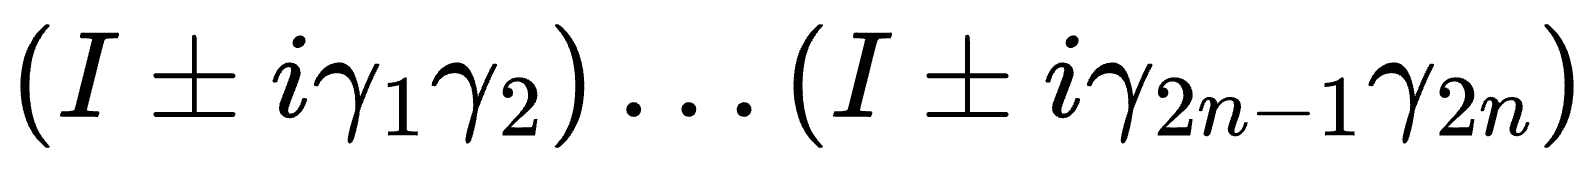 (I ± iγ₁γ₂) … (I ± iγ₂ₙ₋₁γ₂ₙ)